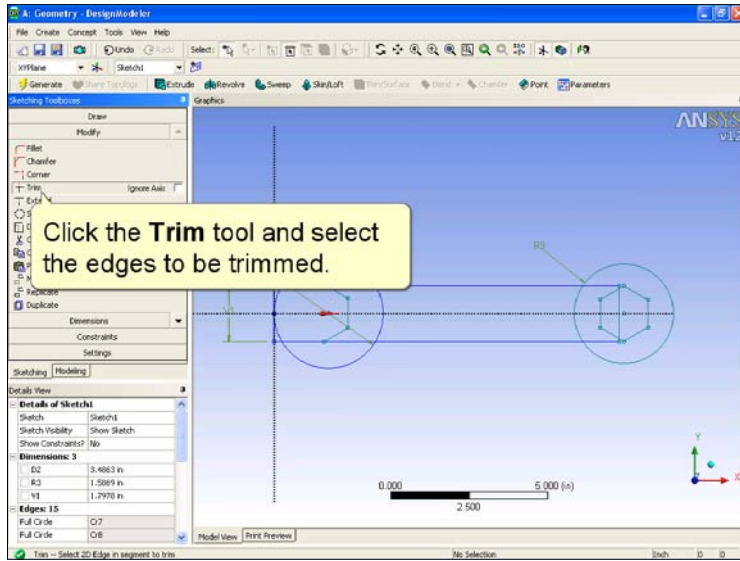 A: Geometry - DesignModeler
File Create Concept Tools View Help
Undo Redo Select:
XYPlane Sketch1
Generate Share Topology Extrude Revolve Sweep Skin/Loft Thin/Surface Blend Chamfer Point Parameters
Sketching Toolboxes
Graphics
Draw
Modify
Fillet
Chamfer
Corner
Trim Ignore Axis
Click the Trim tool and select
the edges to be trimmed.
Replicate
Duplicate
Dimensions
Constraints
Settings
Sketching Modeling
Details View
Details of Sketch1
Sketch Sketch1
Sketch Visibility Show Sketch
Show Constraints? No
Dimensions: 3
D2 3.4863 in
R3 1.5869 in
V1 1.7978 in
Edges: 15
Full Circle Cr7
Full Circle Cr8
ANSYS
v12
R3
V1
0.000 5.000 (in)
2.500
Y
X
Model View Print Preview
Trim -- Select 2D Edge in segment to trim No Selection Inch 0 0